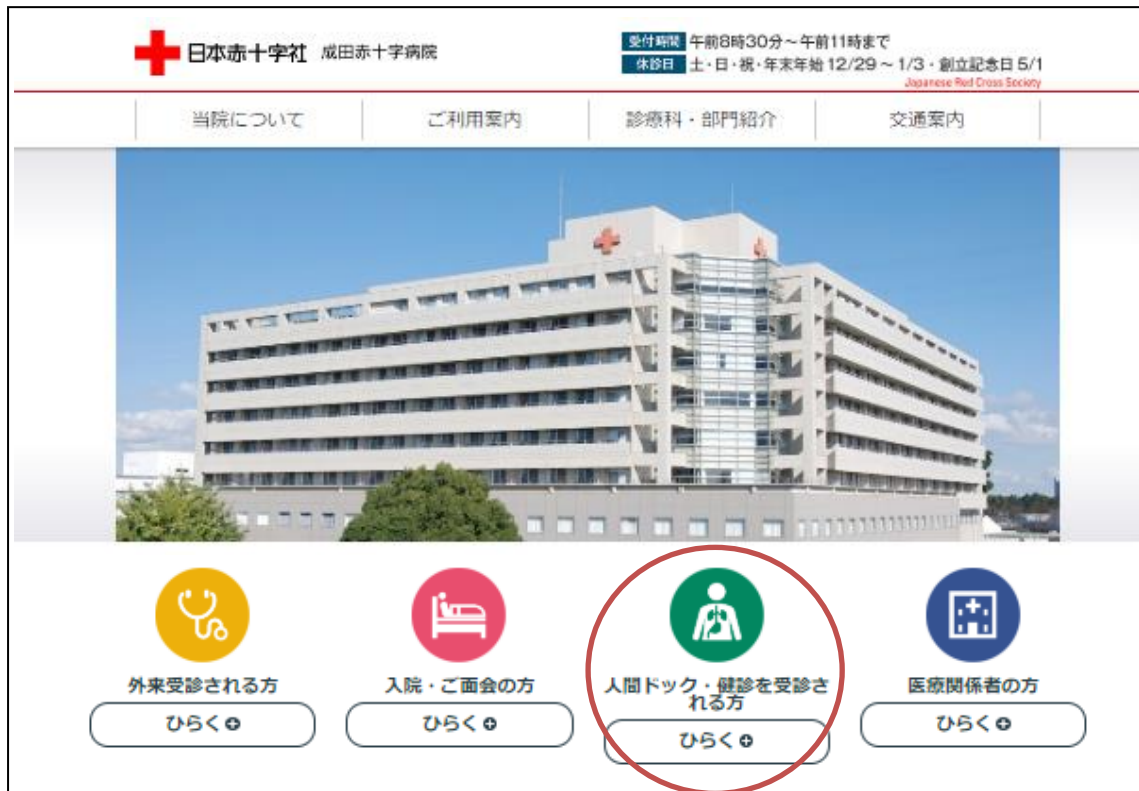 日本赤十字社 成田赤十字病院
受付時間 午前8時30分～午前11時まで
休診日 土・日・祝・年末年始 12/29 ～ 1/3・創立記念日 5/1
Japanese Red Cross Society
当院について ご利用案内 診療科・部門紹介 交通案内
外来受診される方 入院・ご面会の方 人間ドック・健診を受診さ
れる方 医療関係者の方
ひらく ひらく ひらく ひらく